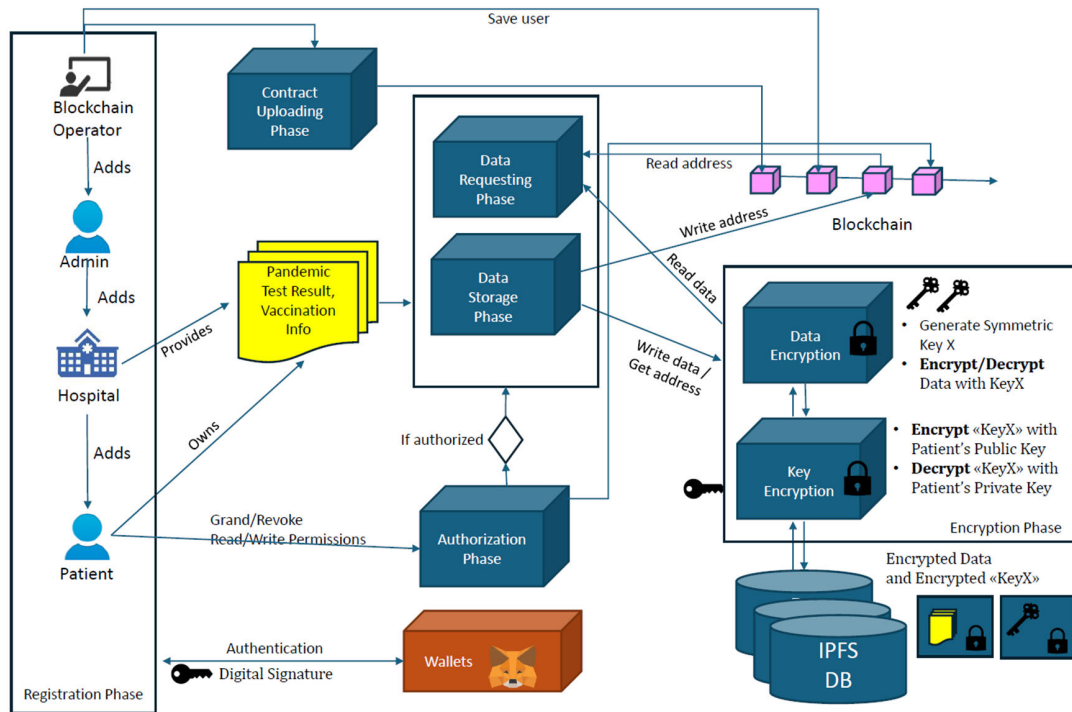 Save user
Blockchain
Operator
Contract
Uploading
Phase
Adds
Data
Requesting
Phase
Read address
Write address
Blockchain
Admin
Pandemic
Test Result,
Vaccination
Info
Data
Storage
Phase
Read data
Adds
Provides
Data
Encryption
• Generate Symmetric
Key X
• Encrypt/Decrypt
Data with KeyX
Hospital
Write data /
Get address
Owns
If authorized
Adds
Key
Encryption
• Encrypt «KeyX» with
Patient's Public Key
• Decrypt «KeyX» with
Patient's Private Key
Encryption Phase
Grand/Revoke
Read/Write Permissions
Authorization
Phase
Patient
Encrypted Data
and Encrypted «KeyX»
Authentication
Digital Signature
Wallets
IPFS
DB
Registration Phase